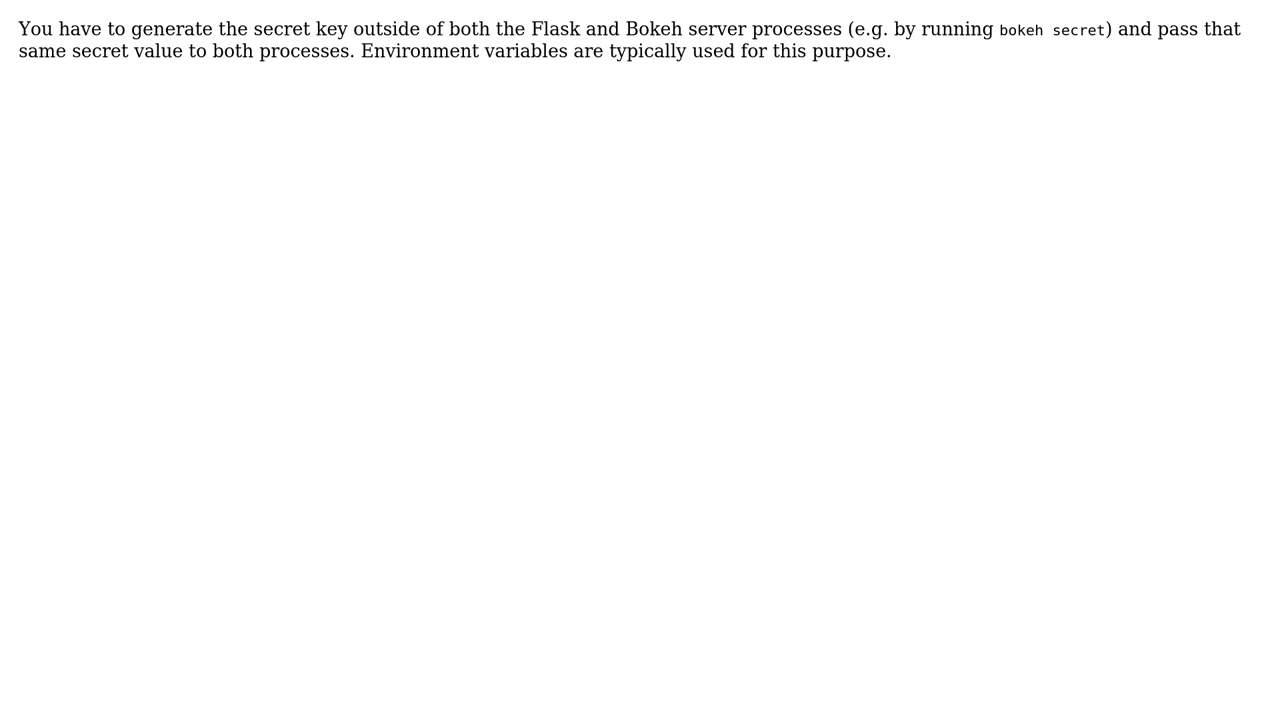 You have to generate the secret key outside of both the Flask and Bokeh server processes (e.g. by running bokeh secret) and pass that
same secret value to both processes. Environment variables are typically used for this purpose.